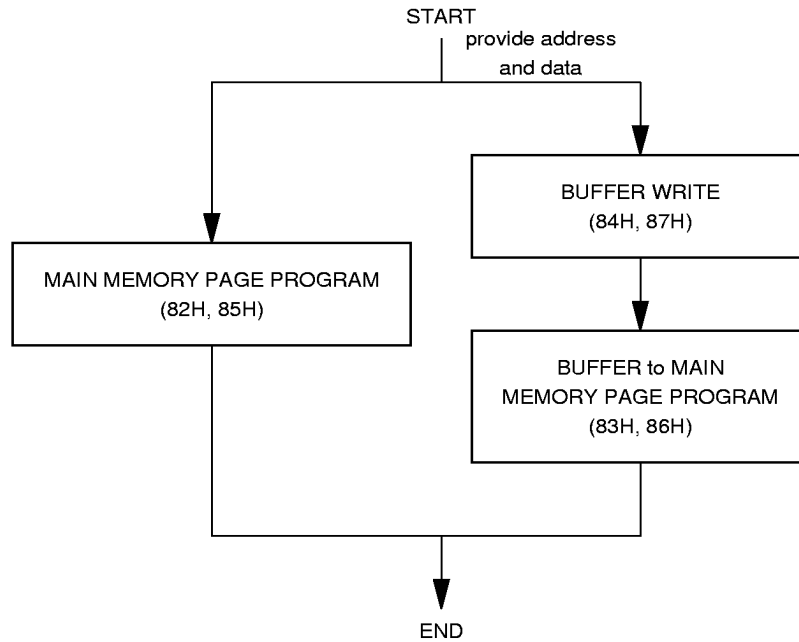 START
provide address
and data
BUFFER WRITE
(84H, 87H)
MAIN MEMORY PAGE PROGRAM
(82H, 85H)
BUFFER to MAIN
MEMORY PAGE PROGRAM
(83H, 86H)
END